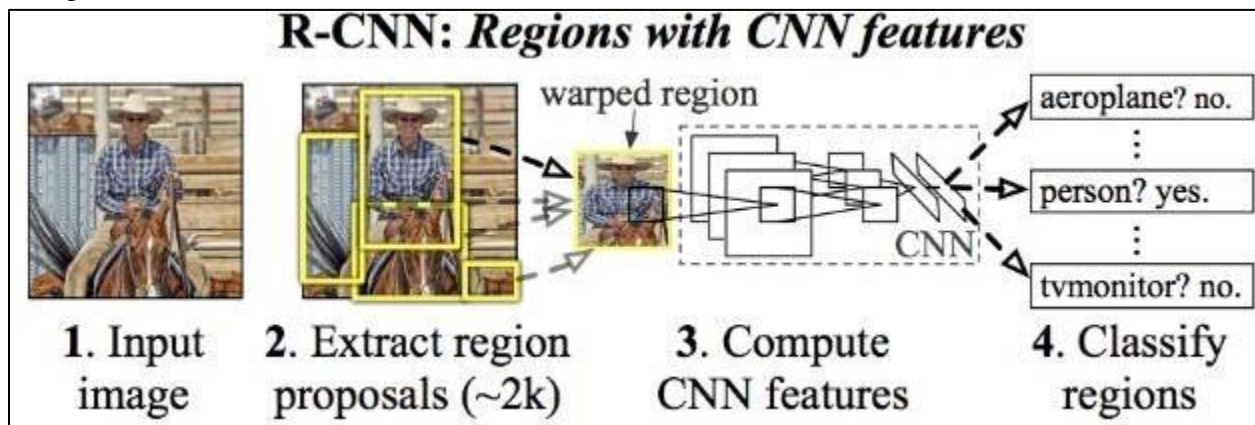 R-CNN: Regions with CNN features
warped region
aeroplane? no.
person? yes.
tvmonitor? no.
CNN
1. Input
image
2. Extract region
proposals (~2k)
3. Compute
CNN features
4. Classify
regions